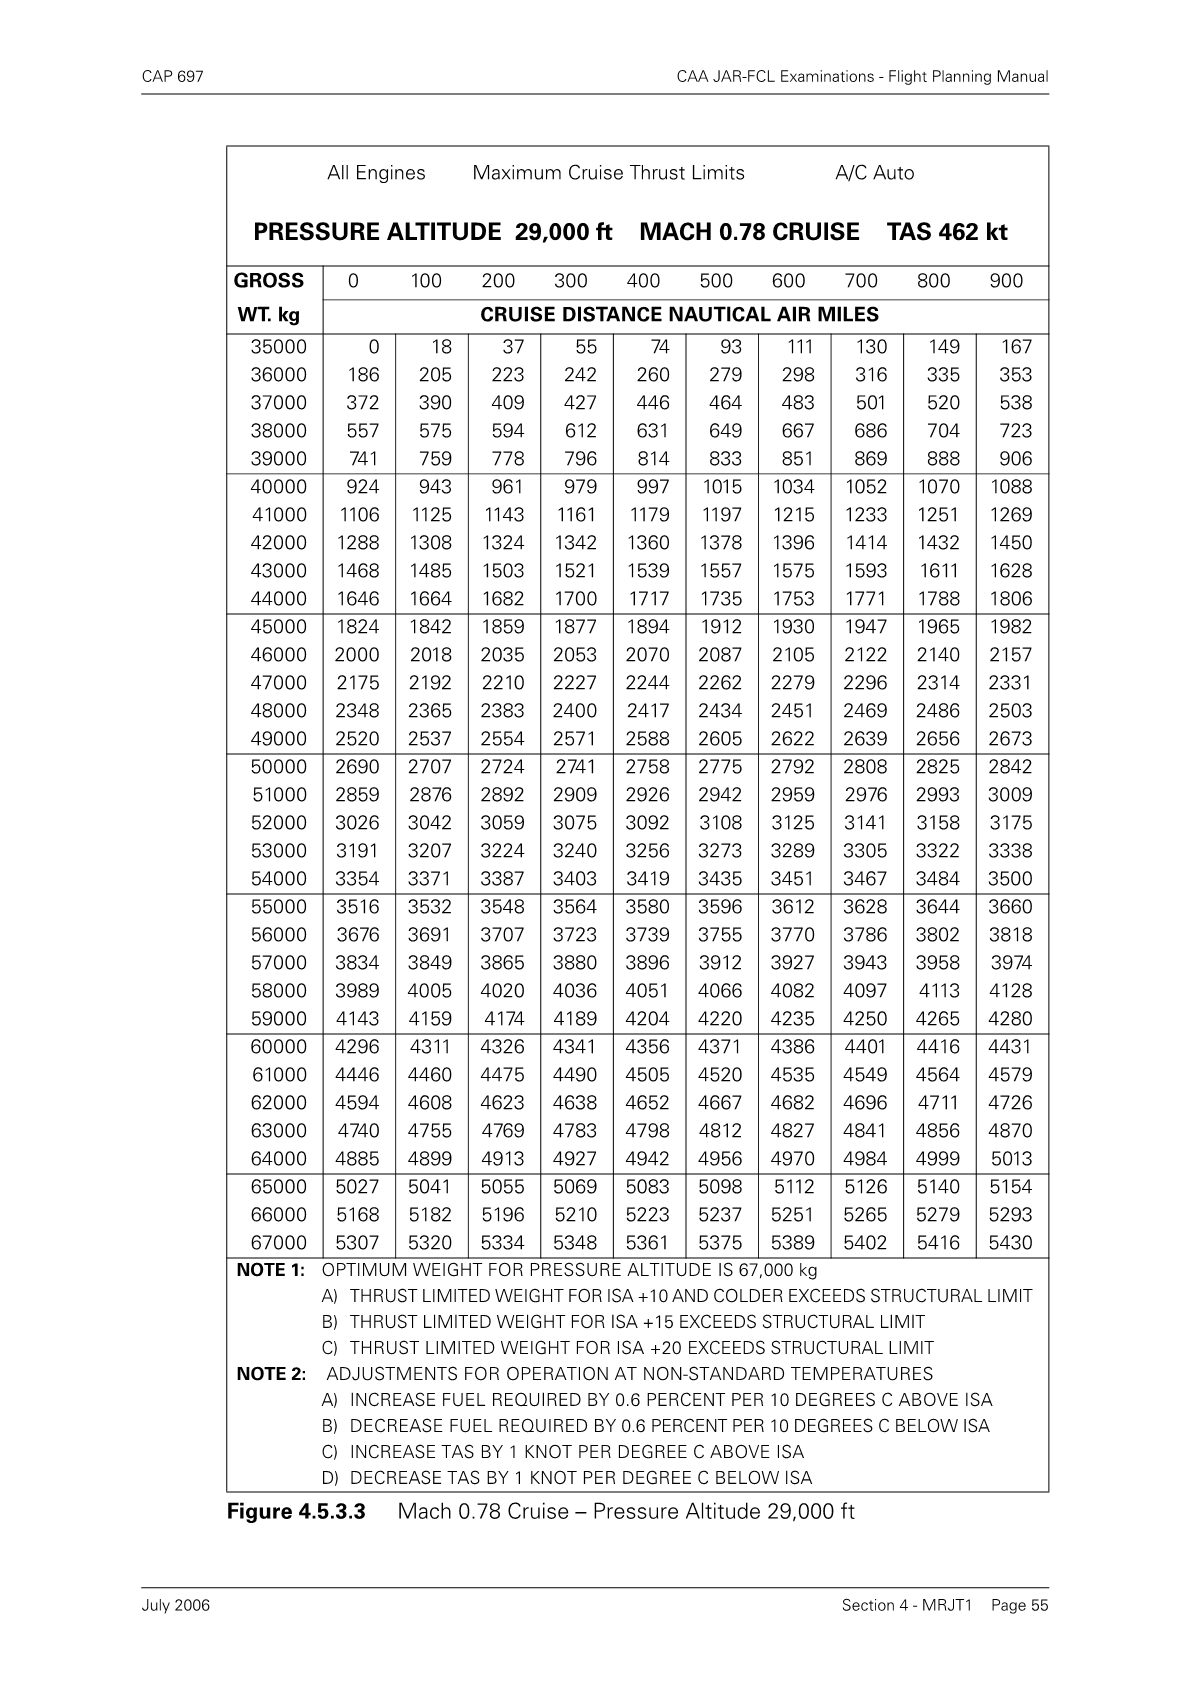 CAP 697 CAA JAR-FCL Examinations - Flight Planning Manual
All Engines Maximum Cruise Thrust Limits A/C Auto
PRESSURE ALTITUDE 29,000 ft MACH 0.78 CRUISE TAS 462 kt
GROSS 0 100 200 300 400 500 600 700 800 900
WT. kg CRUISE DISTANCE NAUTICAL AIR MILES
35000 0 18 37 55 74 93 111 130 149 167
36000 186 205 223 242 260 279 298 316 335 353
37000 372 390 409 427 446 464 483 501 520 538
38000 557 575 594 612 631 649 667 686 704 723
39000 741 759 778 796 814 833 851 869 888 906
40000 924 943 961 979 997 1015 1034 1052 1070 1088
41000 1106 1125 1143 1161 1179 1197 1215 1233 1251 1269
42000 1288 1308 1324 1342 1360 1378 1396 1414 1432 1450
43000 1468 1485 1503 1521 1539 1557 1575 1593 1611 1628
44000 1646 1664 1682 1700 1717 1735 1753 1771 1788 1806
45000 1824 1842 1859 1877 1894 1912 1930 1947 1965 1982
46000 2000 2018 2035 2053 2070 2087 2105 2122 2140 2157
47000 2175 2192 2210 2227 2244 2262 2279 2296 2314 2331
48000 2348 2365 2383 2400 2417 2434 2451 2469 2486 2503
49000 2520 2537 2554 2571 2588 2605 2622 2639 2656 2673
50000 2690 2707 2724 2741 2758 2775 2792 2808 2825 2842
51000 2859 2876 2892 2909 2926 2942 2959 2976 2993 3009
52000 3026 3042 3059 3075 3092 3108 3125 3141 3158 3175
53000 3191 3207 3224 3240 3256 3273 3289 3305 3322 3338
54000 3354 3371 3387 3403 3419 3435 3451 3467 3484 3500
55000 3516 3532 3548 3564 3580 3596 3612 3628 3644 3660
56000 3676 3691 3707 3723 3739 3755 3770 3786 3802 3818
57000 3834 3849 3865 3880 3896 3912 3927 3943 3958 3974
58000 3989 4005 4020 4036 4051 4066 4082 4097 4113 4128
59000 4143 4159 4174 4189 4204 4220 4235 4250 4265 4280
60000 4296 4311 4326 4341 4356 4371 4386 4401 4416 4431
61000 4446 4460 4475 4490 4505 4520 4535 4549 4564 4579
62000 4594 4608 4623 4638 4652 4667 4682 4696 4711 4726
63000 4740 4755 4769 4783 4798 4812 4827 4841 4856 4870
64000 4885 4899 4913 4927 4942 4956 4970 4984 4999 5013
65000 5027 5041 5055 5069 5083 5098 5112 5126 5140 5154
66000 5168 5182 5196 5210 5223 5237 5251 5265 5279 5293
67000 5307 5320 5334 5348 5361 5375 5389 5402 5416 5430
NOTE 1: OPTIMUM WEIGHT FOR PRESSURE ALTITUDE IS 67,000 kg
A) THRUST LIMITED WEIGHT FOR ISA +10 AND COLDER EXCEEDS STRUCTURAL LIMIT
B) THRUST LIMITED WEIGHT FOR ISA +15 EXCEEDS STRUCTURAL LIMIT
C) THRUST LIMITED WEIGHT FOR ISA +20 EXCEEDS STRUCTURAL LIMIT
NOTE 2: ADJUSTMENTS FOR OPERATION AT NON-STANDARD TEMPERATURES
A) INCREASE FUEL REQUIRED BY 0.6 PERCENT PER 10 DEGREES C ABOVE ISA
B) DECREASE FUEL REQUIRED BY 0.6 PERCENT PER 10 DEGREES C BELOW ISA
C) INCREASE TAS BY 1 KNOT PER DEGREE C ABOVE ISA
D) DECREASE TAS BY 1 KNOT PER DEGREE C BELOW ISA
Figure 4.5.3.3 Mach 0.78 Cruise – Pressure Altitude 29,000 ft
July 2006 Section 4 - MRJT1 Page 55